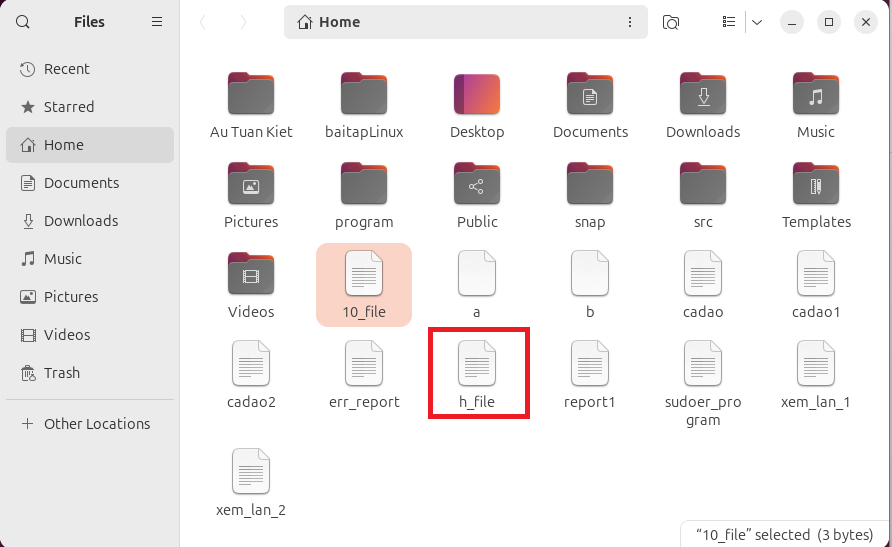 Files
Home
Recent
Starred
Home
Documents
Downloads
Music
Pictures
Videos
Trash
Other Locations
Au Tuan Kiet
baitapLinux
Desktop
Documents
Downloads
Music
Pictures
program
Public
snap
src
Templates
Videos
10_file
a
b
cadao
cadao1
cadao2
err_report
h_file
report1
sudoer_pro
gram
xem_lan_1
xem_lan_2
“10_file” selected (3 bytes)